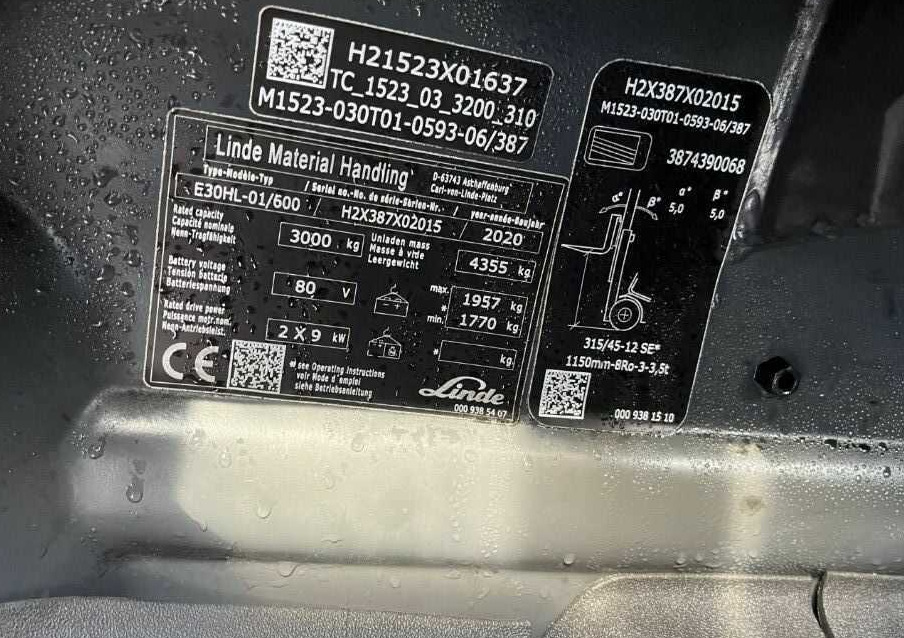 H21523X01637
TC_1523_03_3200_310
M1523-030T01-0593-06/387
Linde Material Handling
D-63743 Aschaffenburg
Carl-von-Linde-Platz
Type-Modèle-Typ / Serial no.-No. de série-Serien-Nr. / year-année-Baujahr
E30HL-01/600 / H2X387X02015 / 2020
Rated capacity
Capacité nominale
Nenn-Tragfähigkeit
3000 kg
Unladen mass
Masse à vide
Leergewicht
4355 kg
Battery voltage
Tension batterie
Batteriespannung
80 V
max. 1957 kg
*
min. 1770 kg
Rated drive power
Puissance motr.nom.
Nenn-Antriebsleist.
2 X 9 kW
* kg
CE
* see Operating Instructions
voir Mode d'emploi
siehe Betriebsanleitung
Linde
000 938 54 07
H2X387X02015
M1523-030T01-0593-06/387
3874390068
α° β°
α° β° 5,0 5,0
315/45-12 SE*
1150mm-8Ro-3-3,5t
000 938 15 10